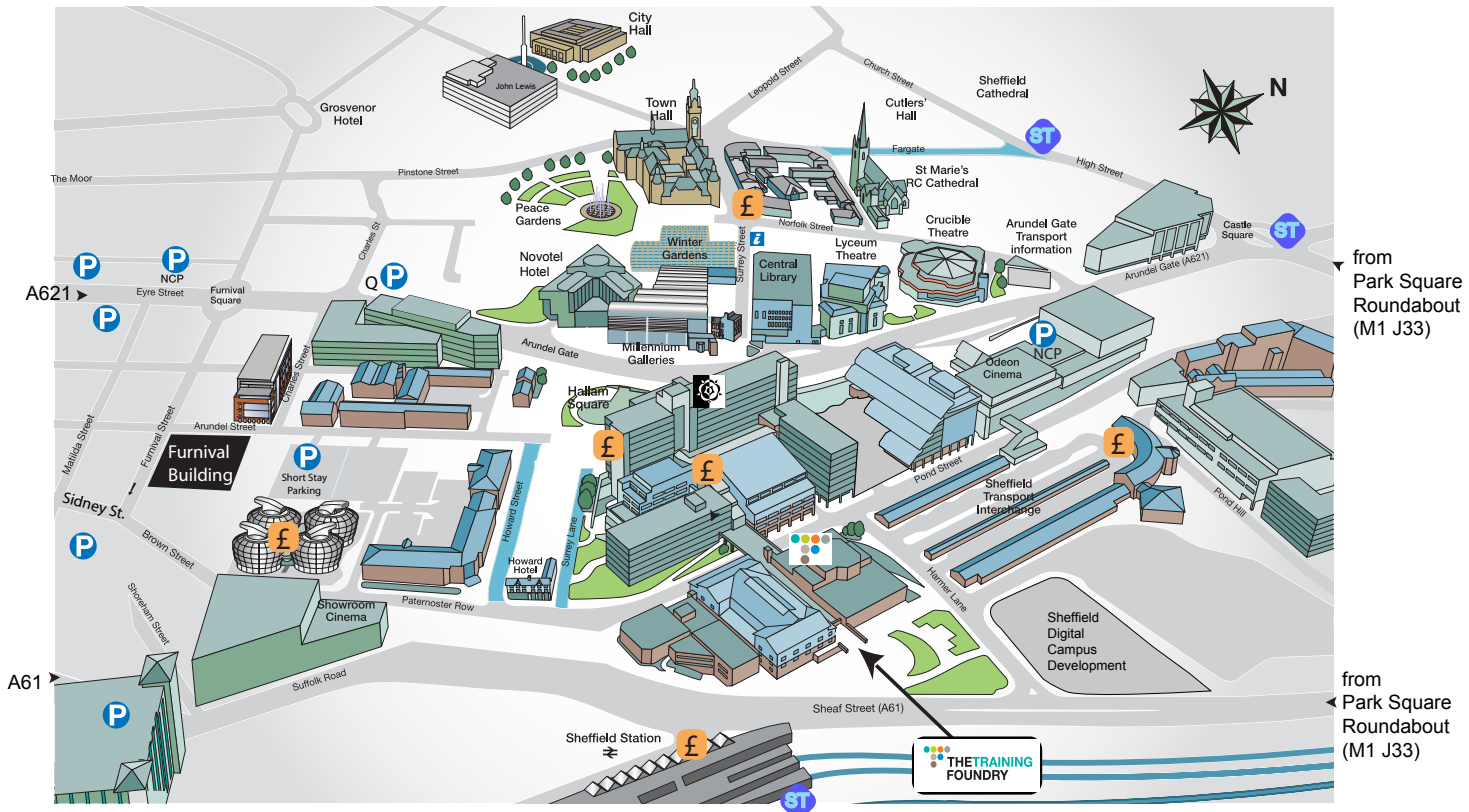 City
Hall
John Lewis
Leopold Street
Church Street
Sheffield
Cathedral
N
Grosvenor
Hotel
Town
Hall
Cutlers'
Hall
ST
Fargate
High Street
The Moor
Pinstone Street
St Marie's
RC Cathedral
Peace
Gardens
£
Norfolk Street
Crucible
Theatre
Arundel Gate
Transport
information
Castle
Square
ST
Charles St
Surrey Street
i
Winter
Gardens
Lyceum
Theatre
Novotel
Hotel
Central
Library
Arundel Gate (A621)
from
Park Square
Roundabout
(M1 J33)
P
P
NCP
Q
P
A621
Eyre Street
Furnival
Square
P
Arundel Gate
Millennium
Galleries
P
NCP
Odeon
Cinema
Charles Street
Hallam
Square
Matilda Street
Furnival Street
Arundel Street
Furnival
Building
P
Short Stay
Parking
£
£
£
Pond Street
Sheffield
Transport
Interchange
Pond Hill
Sidney St.
P
Brown Street
£
Howard Street
Surrey Lane
Howard
Hotel
Harmer Lane
Shoreham Street
Showroom
Cinema
Paternoster Row
Sheffield
Digital
Campus
Development
A61
P
Suffolk Road
Sheaf Street (A61)
from
Park Square
Roundabout
(M1 J33)
Sheffield Station
£
THETRAINING
FOUNDRY
ST